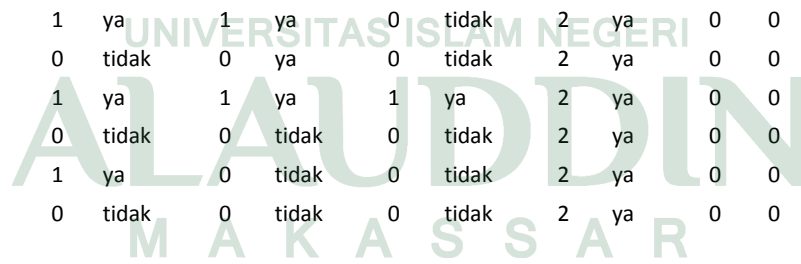 1 ya 1 ya 0 tidak 2 ya 0 0
UNIVERSITAS ISLAM NEGERI
0 tidak 0 ya 0 tidak 2 ya 0 0
1 ya 1 ya 1 ya 2 ya 0 0
ALAUDDIN
0 tidak 0 tidak 0 tidak 2 ya 0 0
1 ya 0 tidak 0 tidak 2 ya 0 0
0 tidak 0 tidak 0 tidak 2 ya 0 0
MAKASSAR